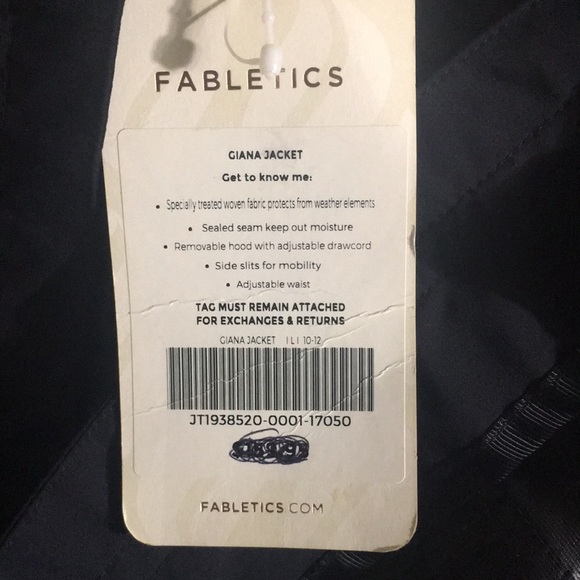 FABLETICS
GIANA JACKET
Get to know me:
• Specially treated woven fabric protects from weather elements
• Sealed seam keep out moisture
• Removable hood with adjustable drawcord
• Side slits for mobility
• Adjustable waist
TAG MUST REMAIN ATTACHED
FOR EXCHANGES & RETURNS
GIANA JACKET | L | 10-12
JT1938520-0001-17050
FABLETICS.COM